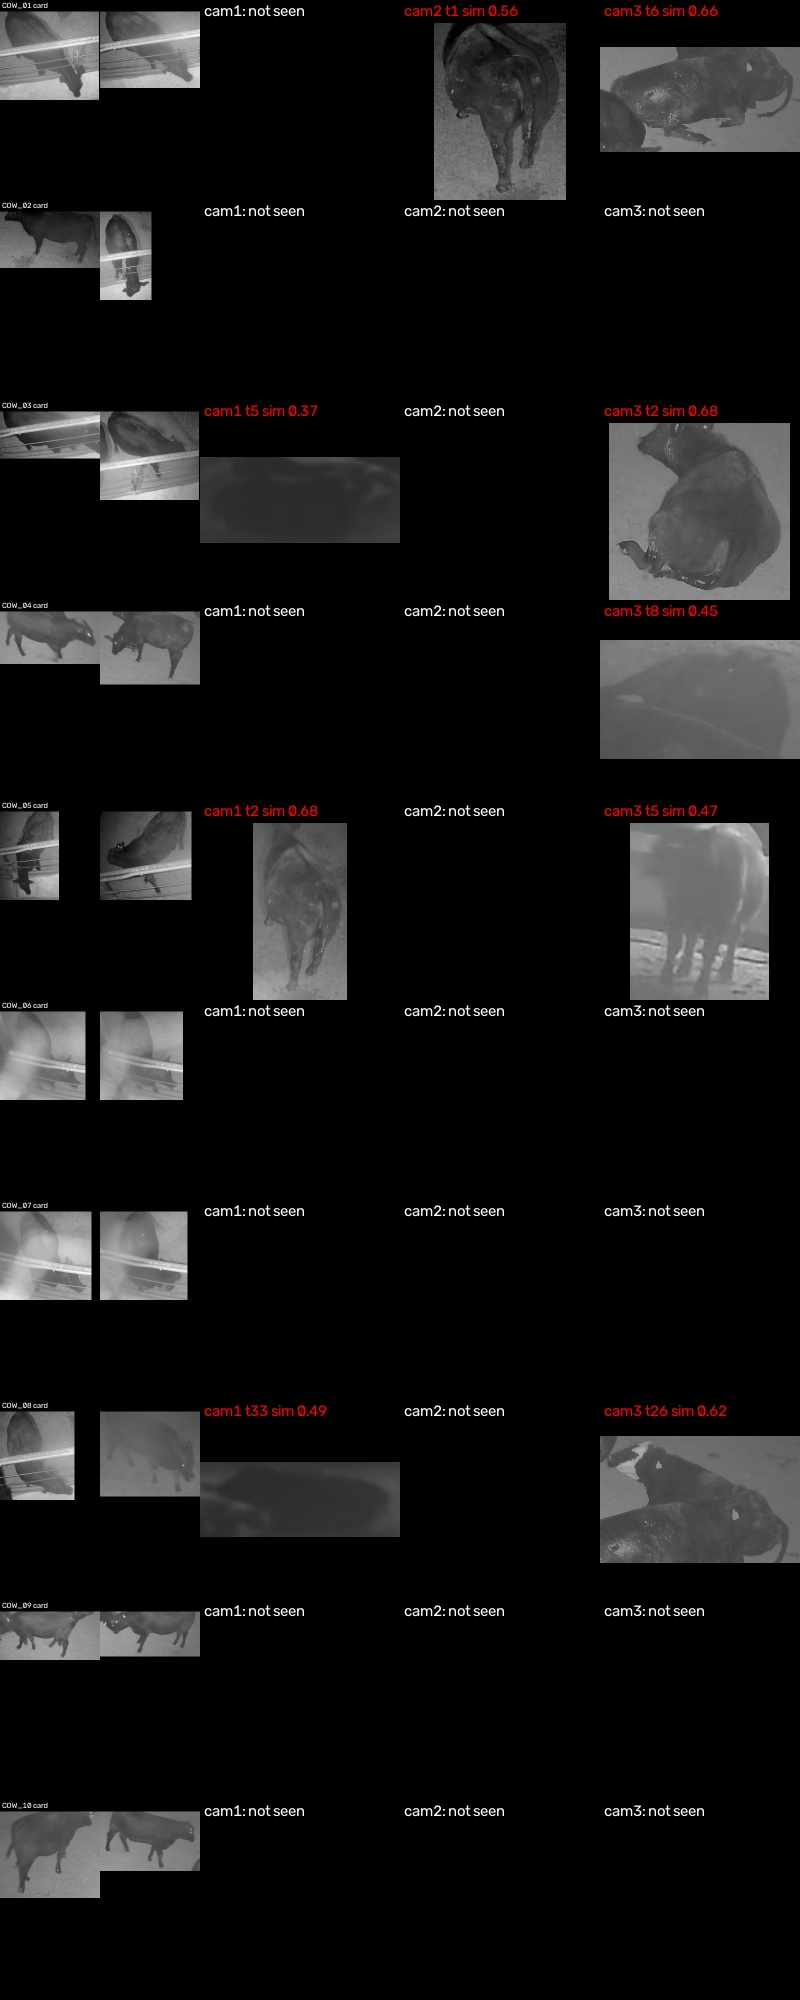 COW_01 card
cam1: not seen
cam2 t1 sim 0.56
cam3 t6 sim 0.66
COW_02 card
cam1: not seen
cam2: not seen
cam3: not seen
COW_03 card
cam1 t5 sim 0.37
cam2: not seen
cam3 t2 sim 0.68
COW_04 card
cam1: not seen
cam2: not seen
cam3 t8 sim 0.45
COW_05 card
cam1 t2 sim 0.68
cam2: not seen
cam3 t5 sim 0.47
COW_06 card
cam1: not seen
cam2: not seen
cam3: not seen
COW_07 card
cam1: not seen
cam2: not seen
cam3: not seen
COW_08 card
cam1 t33 sim 0.49
cam2: not seen
cam3 t26 sim 0.62
COW_09 card
cam1: not seen
cam2: not seen
cam3: not seen
COW_10 card
cam1: not seen
cam2: not seen
cam3: not seen